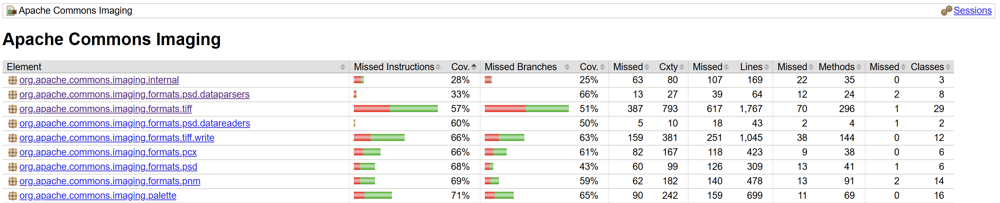 Apache Commons Imaging Sessions
Apache Commons Imaging
Element Missed Instructions Cov. Missed Branches Cov. Missed Cxty Missed Lines Missed Methods Missed Classes
org.apache.commons.imaging.internal 28% 25% 63 80 107 169 22 35 0 3
org.apache.commons.imaging.formats.psd.dataparsers 33% 66% 13 27 39 64 12 24 2 8
org.apache.commons.imaging.formats.tiff 57% 51% 387 793 617 1,767 70 296 1 29
org.apache.commons.imaging.formats.psd.datareaders 60% 50% 5 10 18 43 2 4 1 2
org.apache.commons.imaging.formats.tiff.write 66% 63% 159 381 251 1,045 38 144 0 12
org.apache.commons.imaging.formats.pcx 66% 61% 82 167 118 423 9 38 0 6
org.apache.commons.imaging.formats.psd 68% 43% 60 99 126 309 13 41 1 6
org.apache.commons.imaging.formats.pnm 69% 59% 62 182 140 478 13 91 2 14
org.apache.commons.imaging.palette 71% 65% 90 242 159 699 11 69 0 16